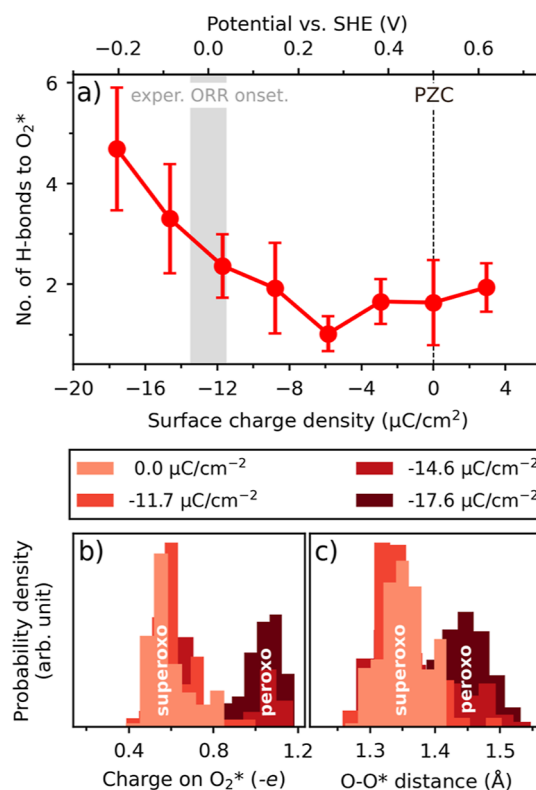 Potential vs. SHE (V)
-0.2 0.0 0.2 0.4 0.6
a) exper. ORR onset. PZC
No. of H-bonds to O₂*
6
4
2
−20 −16 −12 −8 −4 0 4
Surface charge density (μC/cm²)
0.0 μC/cm⁻² -14.6 μC/cm⁻²
-11.7 μC/cm⁻² -17.6 μC/cm⁻²
b) c)
Probability density
(arb. unit)
superoxo peroxo superoxo peroxo
0.4 0.8 1.2 1.3 1.4 1.5
Charge on O₂* (-e) O-O* distance (Å)